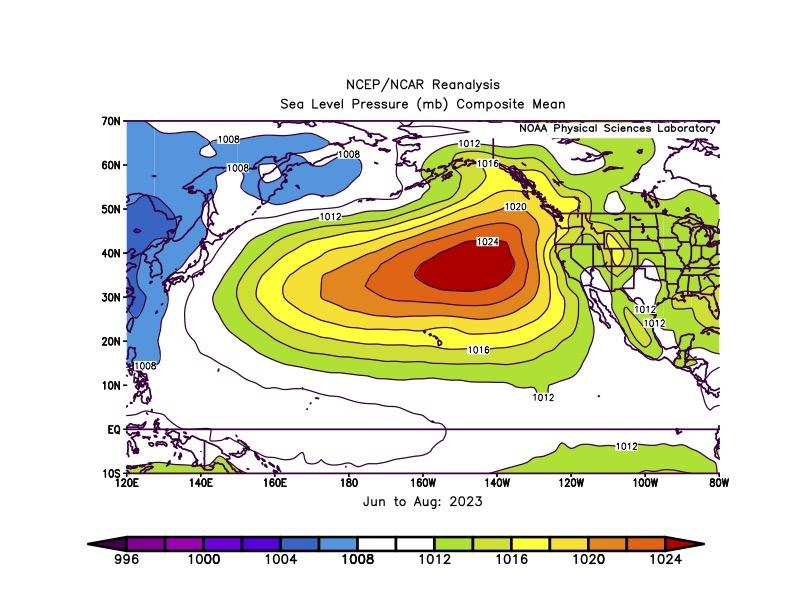 NCEP/NCAR Reanalysis
Sea Level Pressure (mb) Composite Mean
NOAA Physical Sciences Laboratory
70N
60N
50N
40N
30N
20N
10N
EQ
10S
1008
1008
1008
1012
1016
1012
1020
1024
1012
1012
1016
1008
1012
1012
120E 140E 160E 180 160W 140W 120W 100W 80W
Jun to Aug: 2023
996 1000 1004 1008 1012 1016 1020 1024